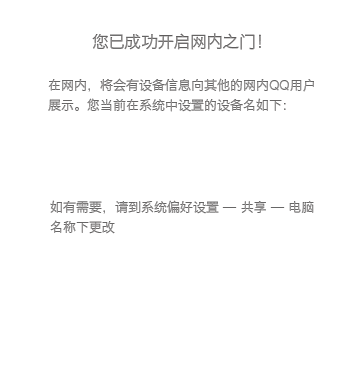 您已成功开启网内之门！
在网内，将会有设备信息向其他的网内QQ用户
展示。您当前在系统中设置的设备名如下：
如有需要，请到系统偏好设置 — 共享 — 电脑
名称下更改